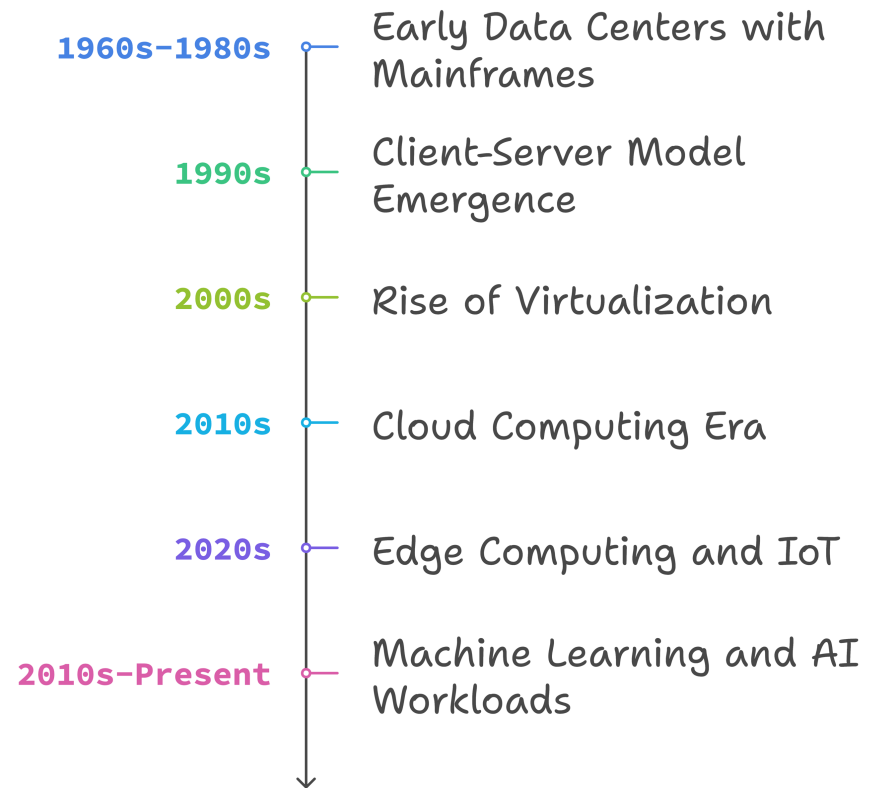 1960s-1980s
Early Data Centers with
Mainframes
1990s
Client-Server Model
Emergence
2000s
Rise of Virtualization
2010s
Cloud Computing Era
2020s
Edge Computing and IoT
2010s-Present
Machine Learning and AI
Workloads